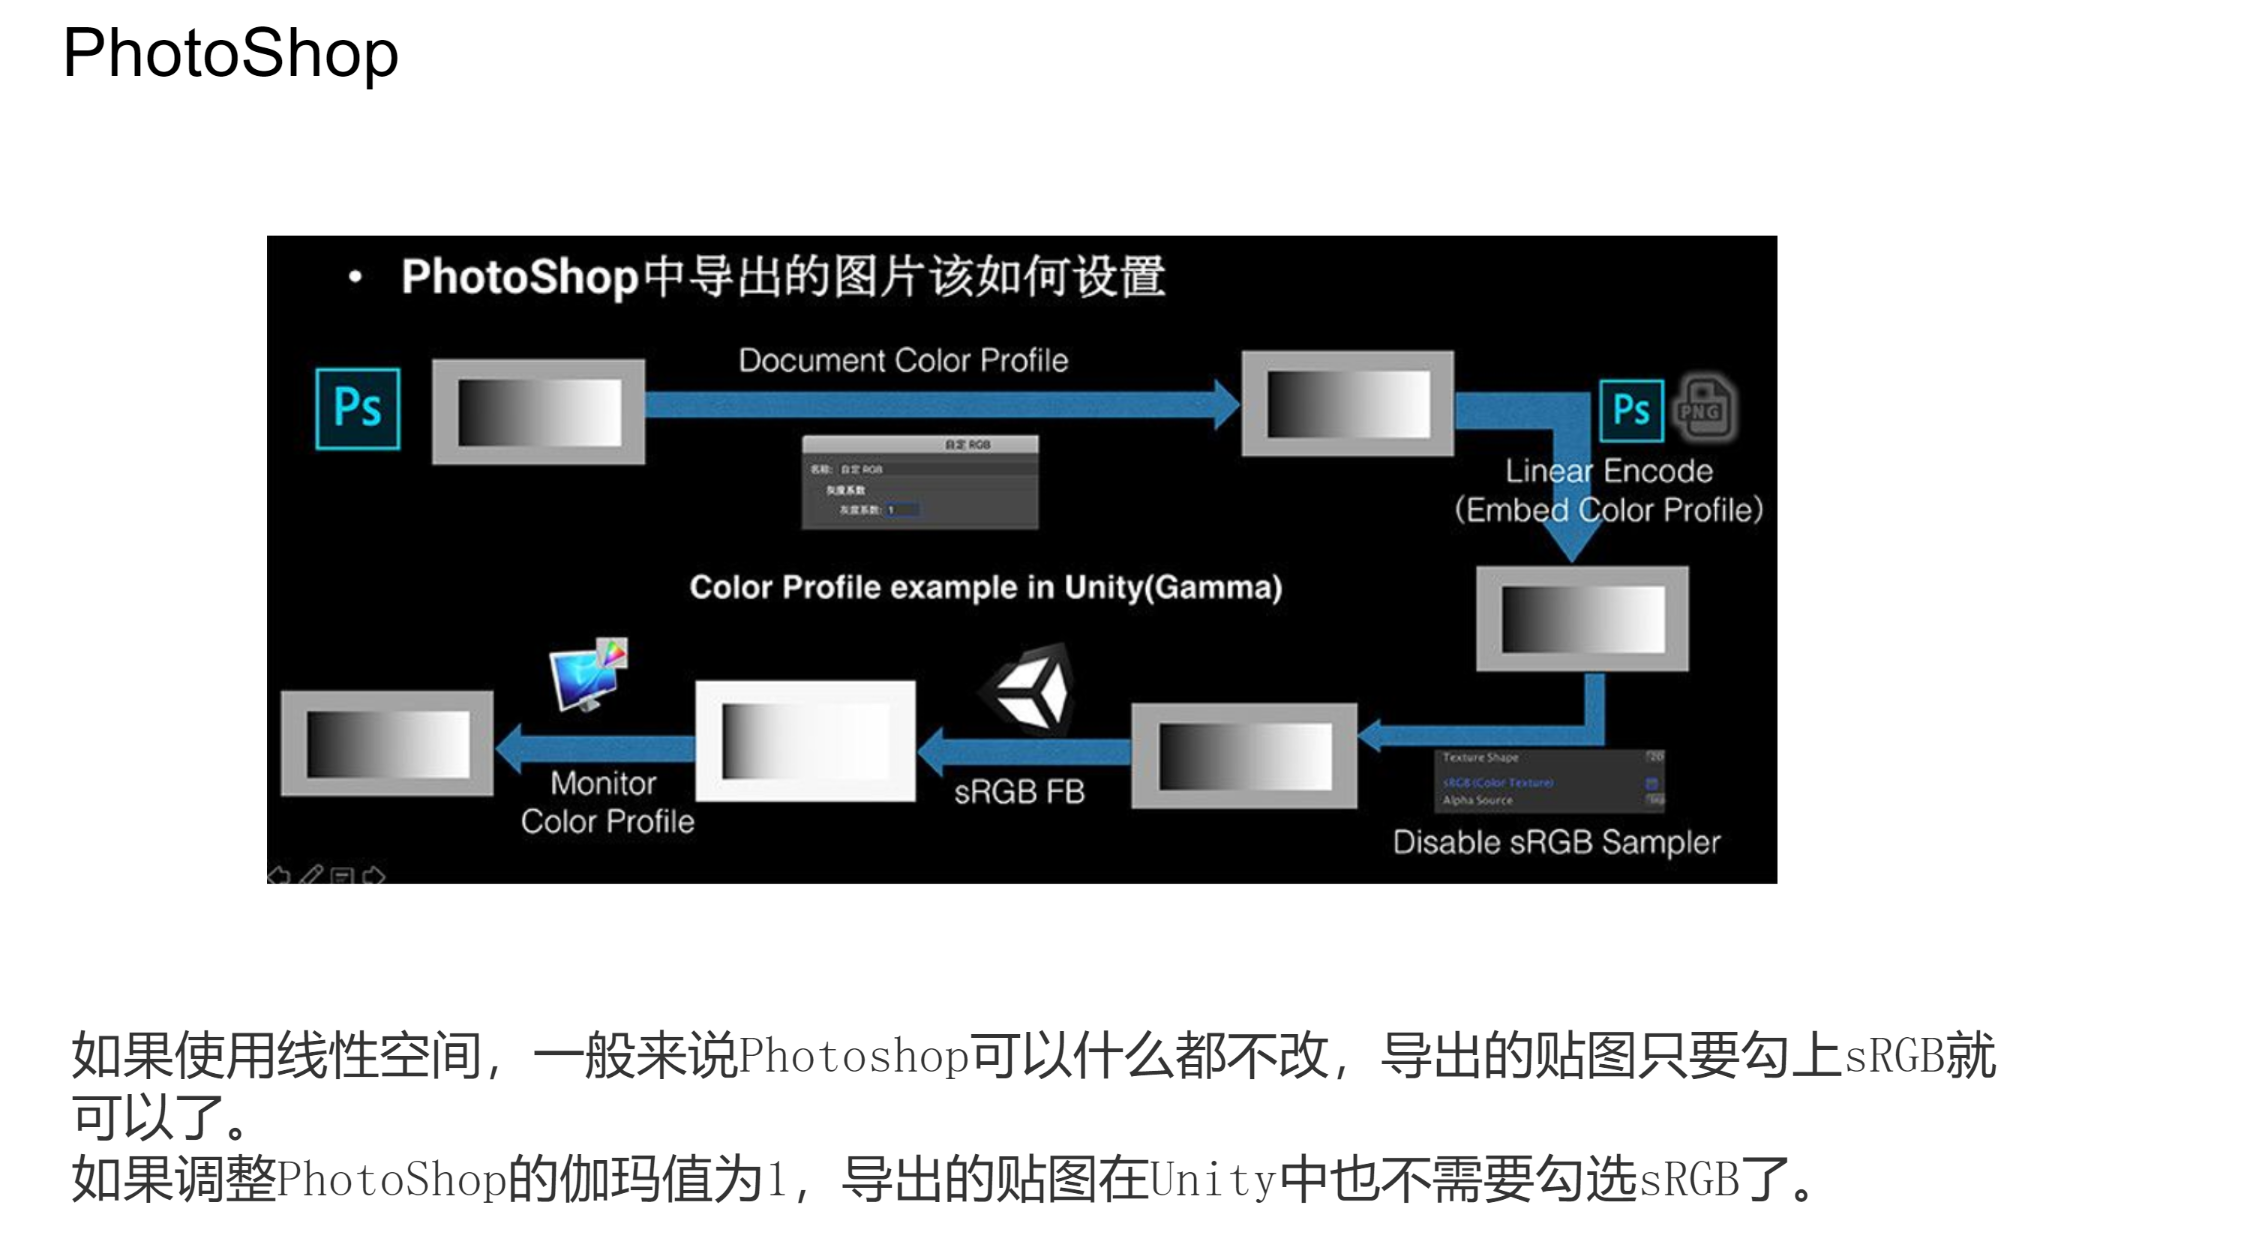 PhotoShop
• PhotoShop中导出的图片该如何设置
Document Color Profile
Ps
Ps
PNG
自定 RGB
名称: 自定 RGB
灰度系数
灰度系数: 1
Linear Encode
(Embed Color Profile)
Color Profile example in Unity(Gamma)
Monitor
Color Profile
sRGB FB
Texture Shape
sRGB (Color Texture)
Alpha Source
Disable sRGB Sampler
如果使用线性空间，一般来说Photoshop可以什么都不改，导出的贴图只要勾上sRGB就
可以了。
如果调整PhotoShop的伽玛值为1，导出的贴图在Unity中也不需要勾选sRGB了。